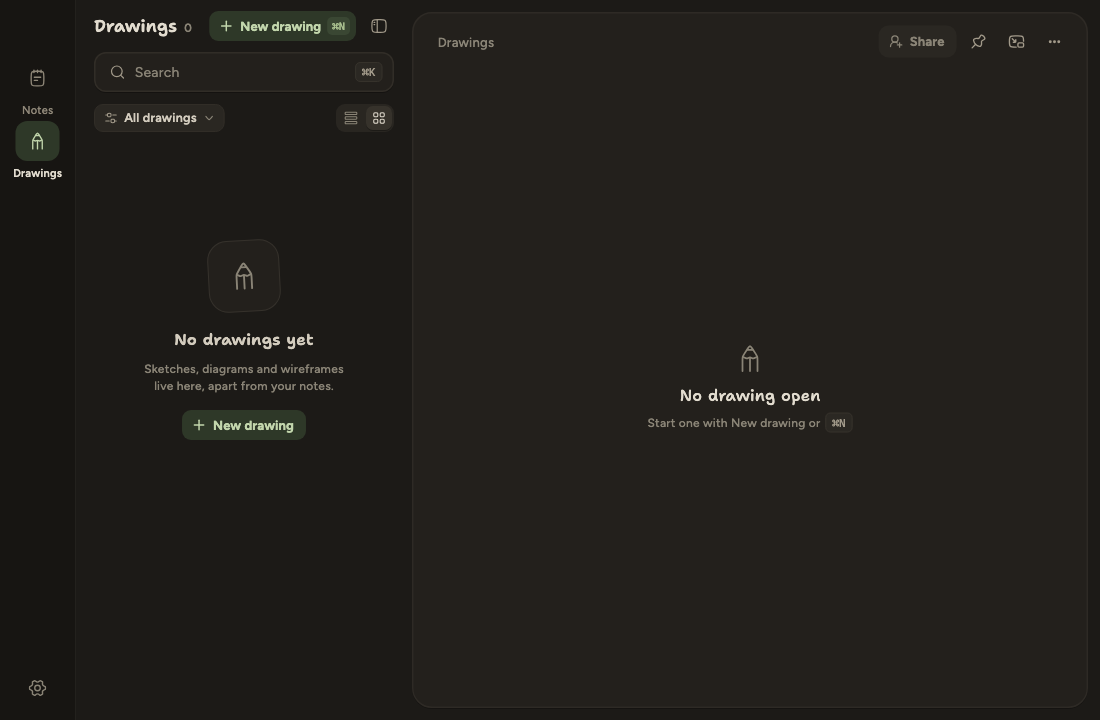 Notes
Drawings
Drawings 0
New drawing ⌘N
Search ⌘K
All drawings
No drawings yet
Sketches, diagrams and wireframes
live here, apart from your notes.
New drawing
Drawings
Share
No drawing open
Start one with New drawing or ⌘N